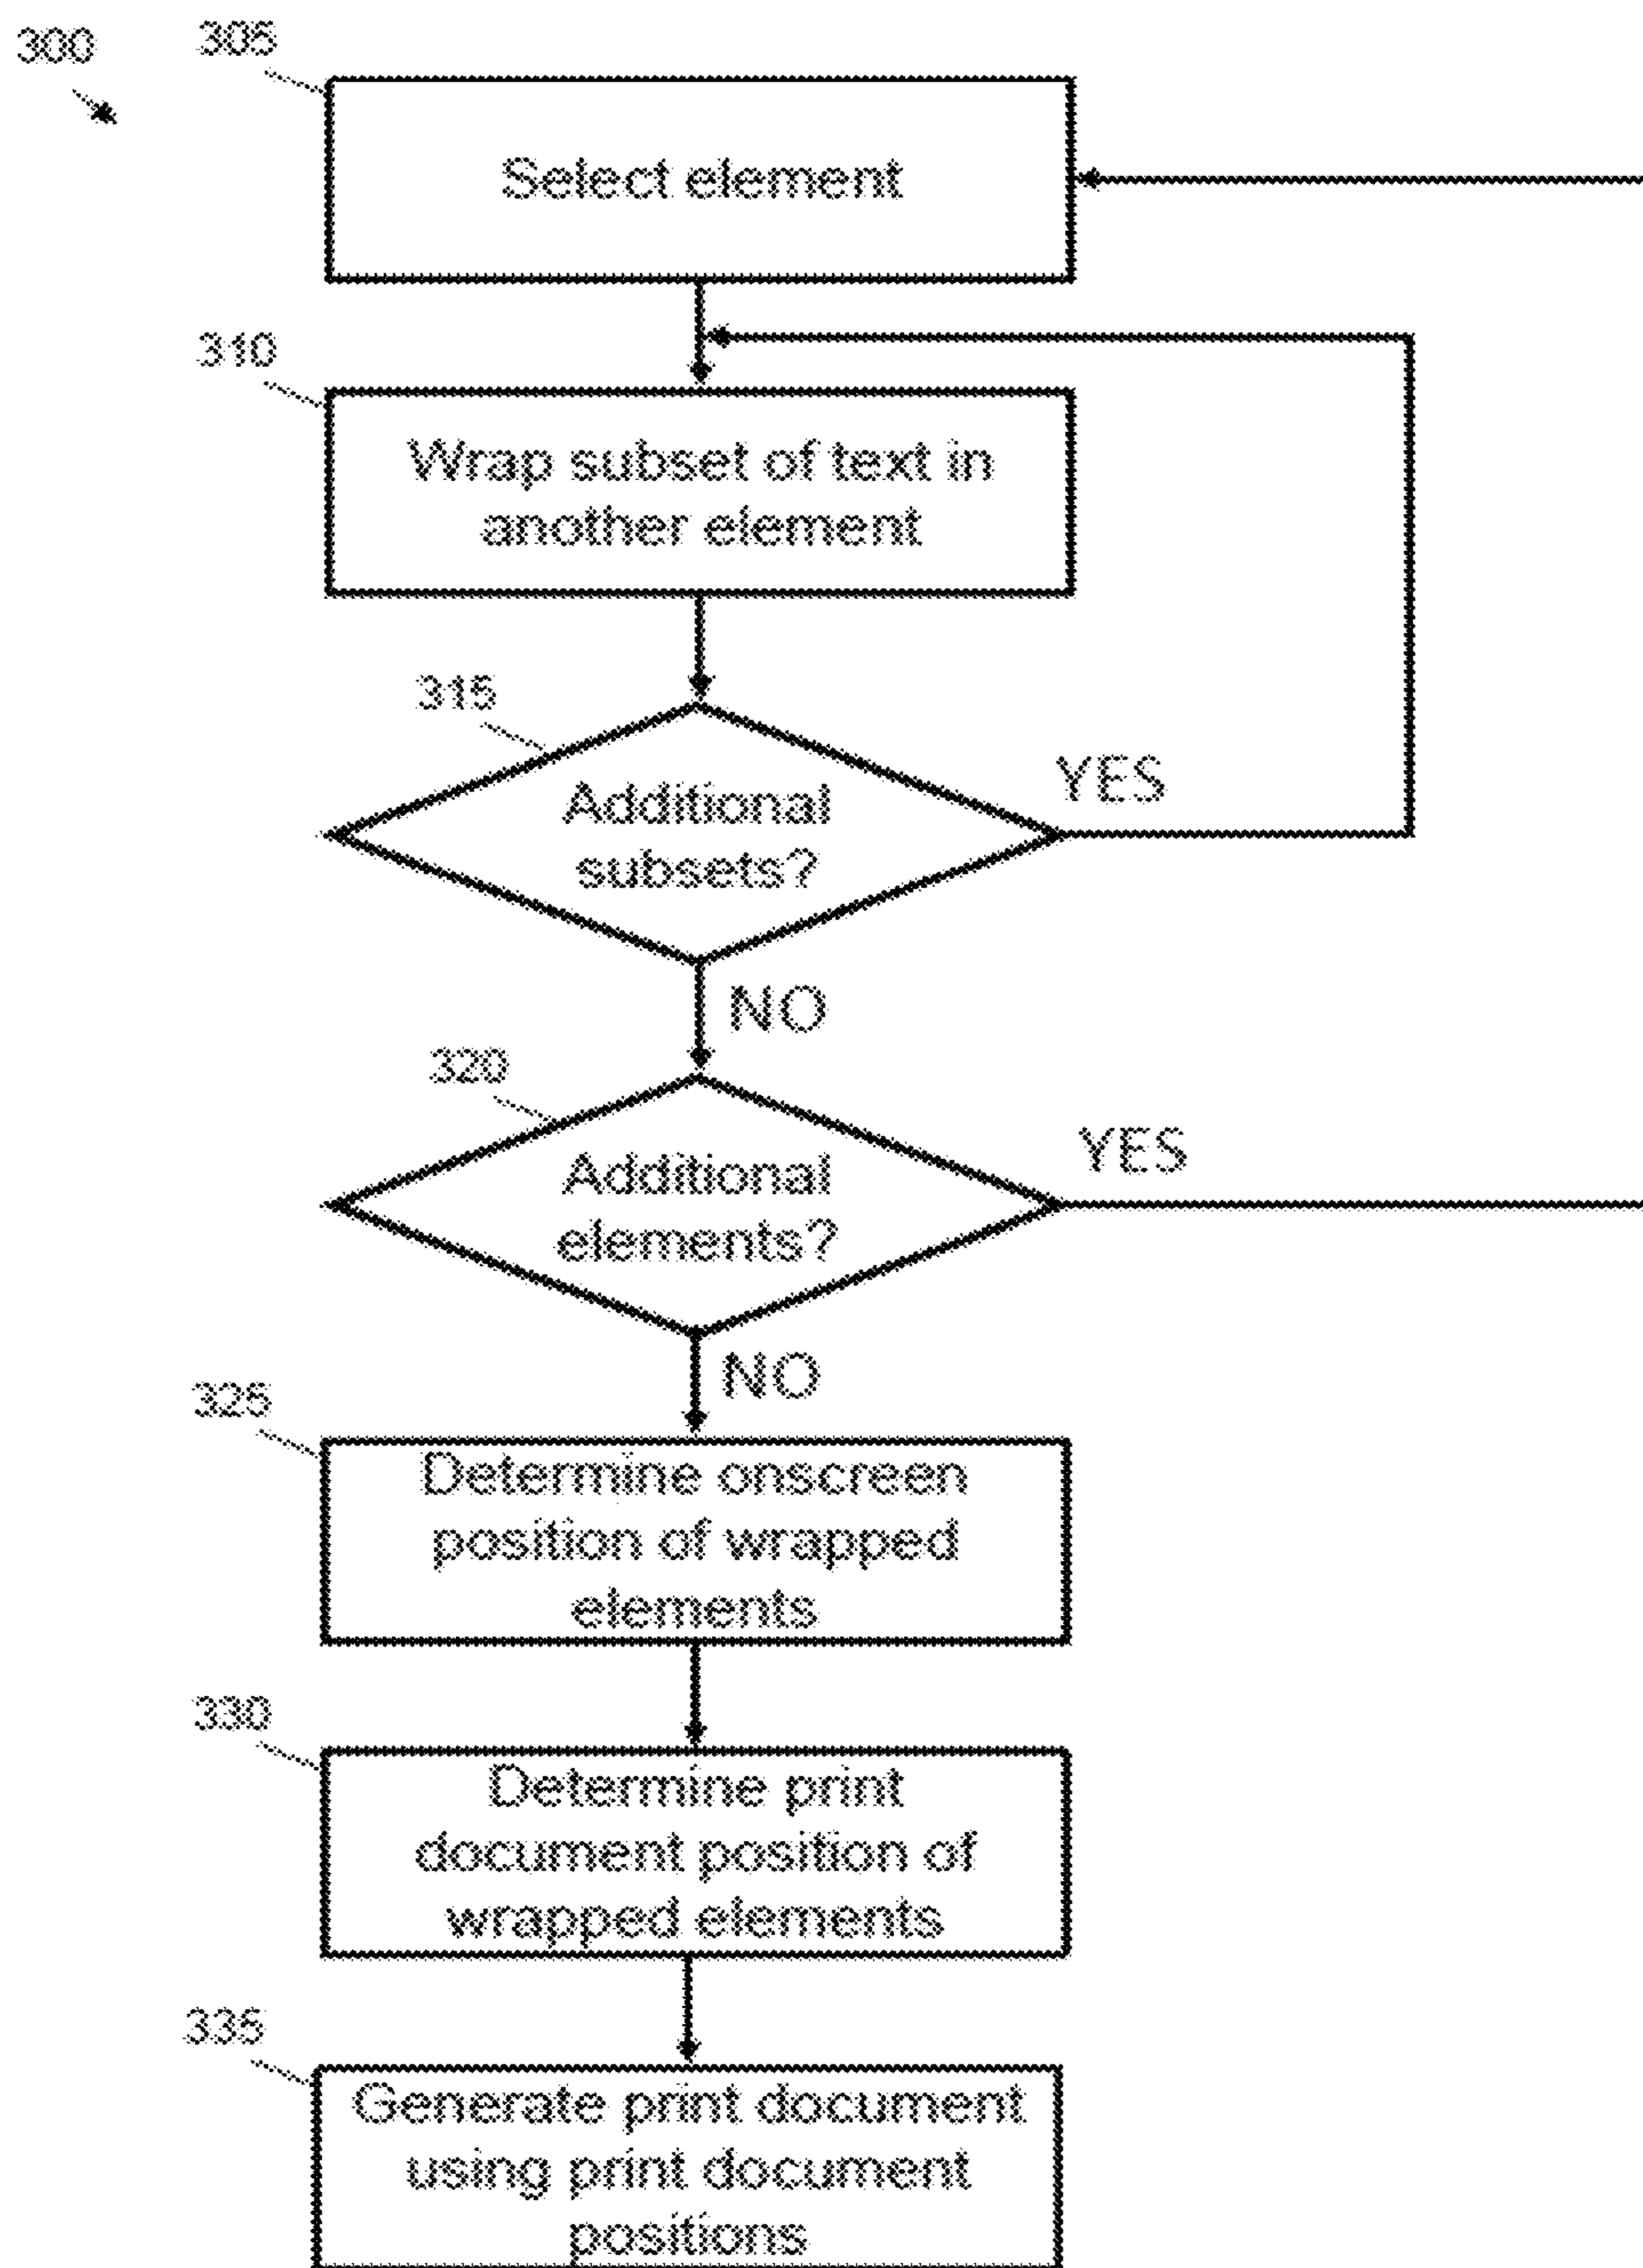 300
305
Select element
310
Wrap subset of text in
another element
315
Additional
subsets?
YES
NO
320
Additional
elements?
YES
NO
325
Determine onscreen
position of wrapped
elements
330
Determine print
document position of
wrapped elements
335
Generate print document
using print document
positions